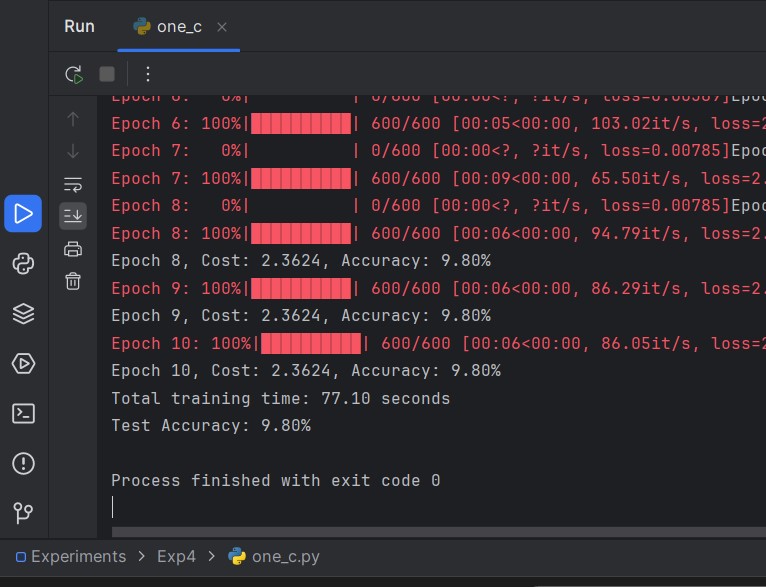 Run one_c
Epoch 6: 0%| | 0/600 [00:00<?, ?it/s, loss=0.00589]Epoc
Epoch 6: 100%|██████████| 600/600 [00:05<00:00, 103.02it/s, loss=2
Epoch 7: 0%| | 0/600 [00:00<?, ?it/s, loss=0.00785]Epoc
Epoch 7: 100%|██████████| 600/600 [00:09<00:00, 65.50it/s, loss=2.
Epoch 8: 0%| | 0/600 [00:00<?, ?it/s, loss=0.00785]Epoc
Epoch 8: 100%|██████████| 600/600 [00:06<00:00, 94.79it/s, loss=2.
Epoch 8, Cost: 2.3624, Accuracy: 9.80%
Epoch 9: 100%|██████████| 600/600 [00:06<00:00, 86.29it/s, loss=2.
Epoch 9, Cost: 2.3624, Accuracy: 9.80%
Epoch 10: 100%|██████████| 600/600 [00:06<00:00, 86.05it/s, loss=2
Epoch 10, Cost: 2.3624, Accuracy: 9.80%
Total training time: 77.10 seconds
Test Accuracy: 9.80%
Process finished with exit code 0
Experiments > Exp4 > one_c.py